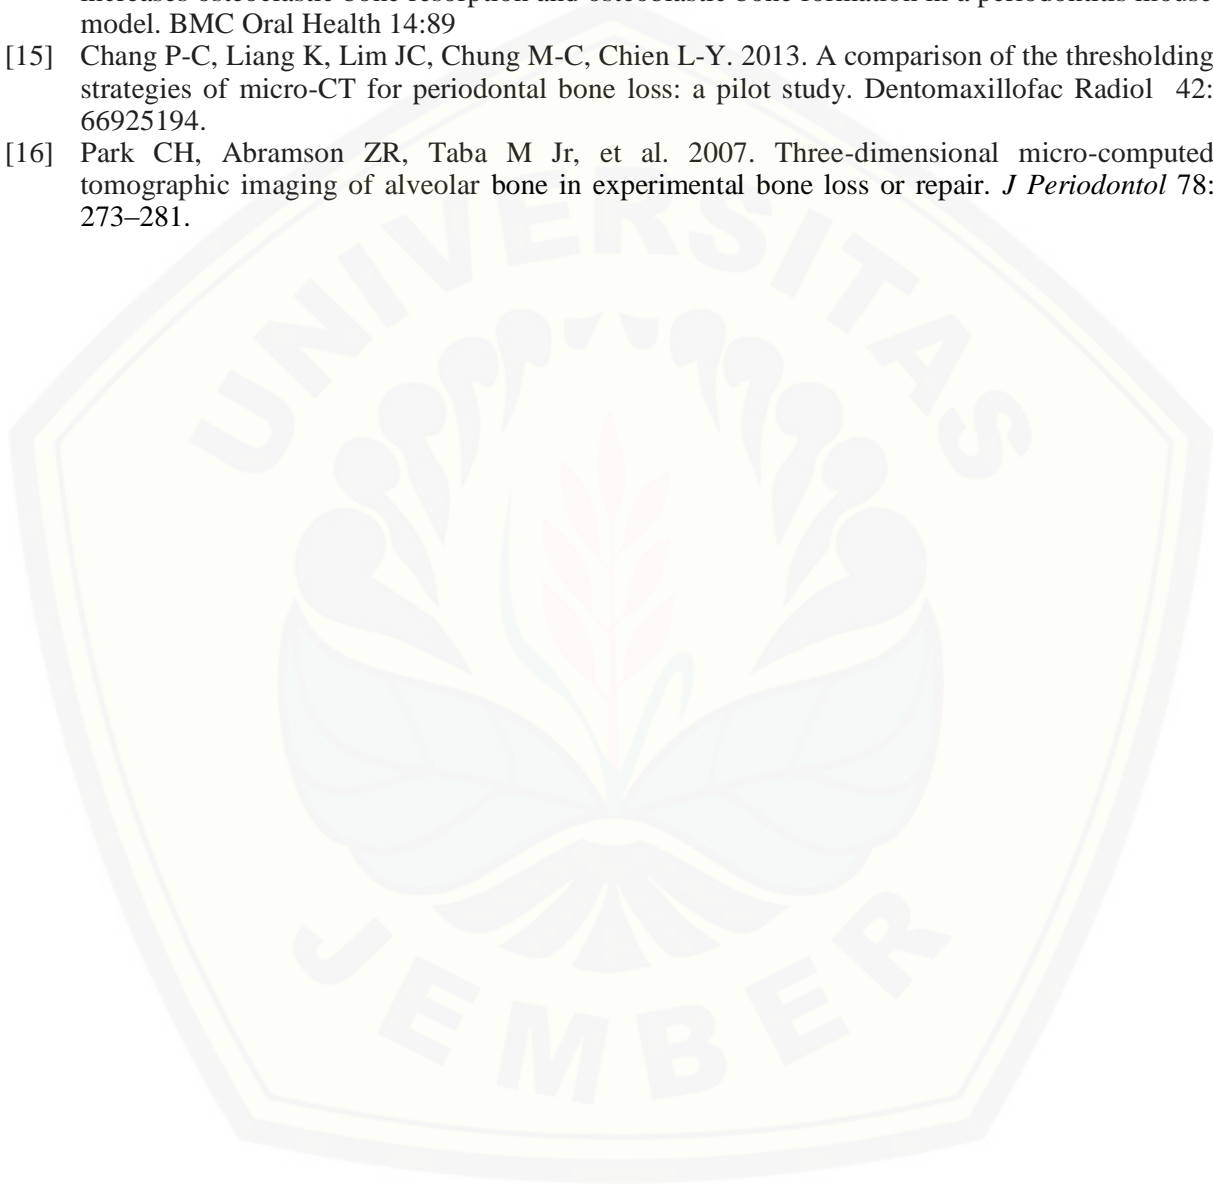 increases osteoclastic bone resorption and osteoblastic bone formation in a periodontitis mouse
model. BMC Oral Health 14:89
[15] Chang P-C, Liang K, Lim JC, Chung M-C, Chien L-Y. 2013. A comparison of the thresholding
strategies of micro-CT for periodontal bone loss: a pilot study. Dentomaxillofac Radiol 42:
66925194.
[16] Park CH, Abramson ZR, Taba M Jr, et al. 2007. Three-dimensional micro-computed
tomographic imaging of alveolar bone in experimental bone loss or repair. J Periodontol 78:
273–281.
UNIVERSITAS
JEMBER